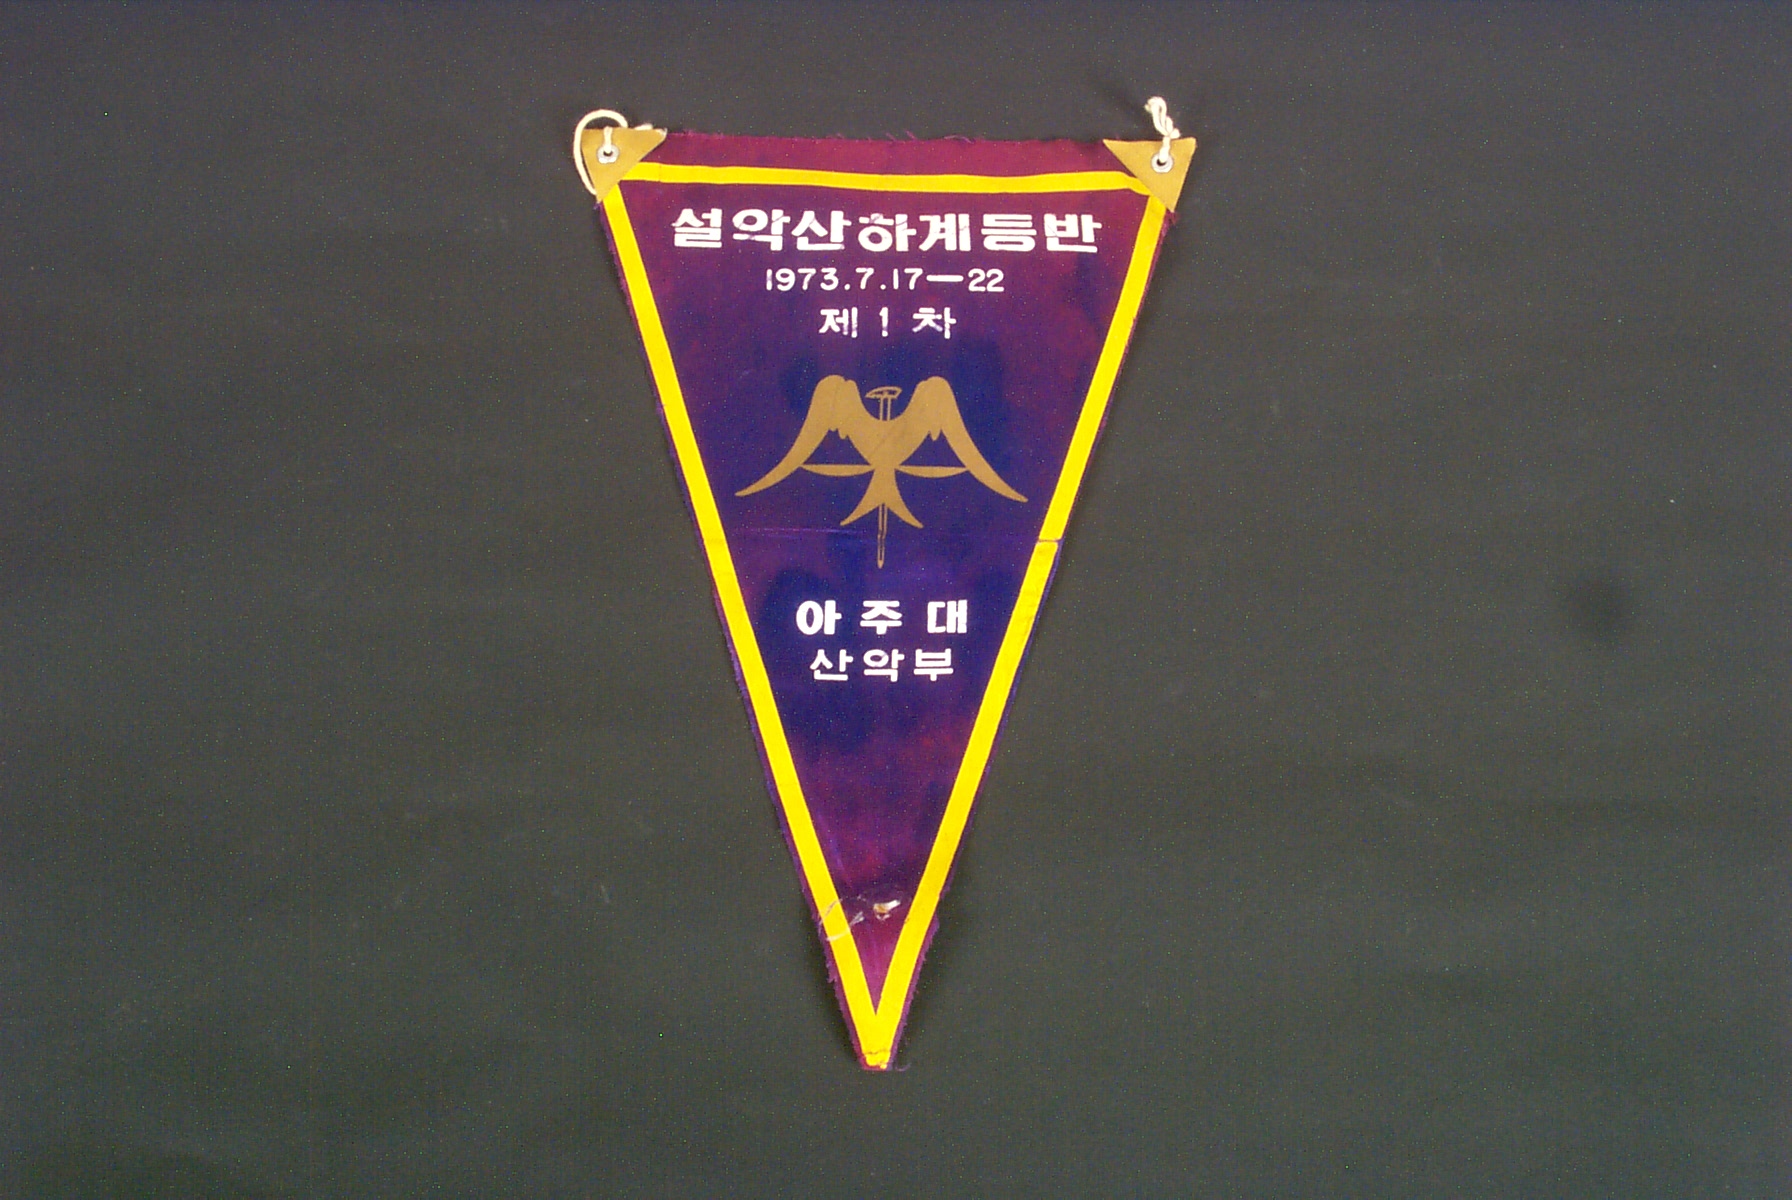 설악산하계등반
1973.7.17—22
제 1 차
아 주 대
산악부